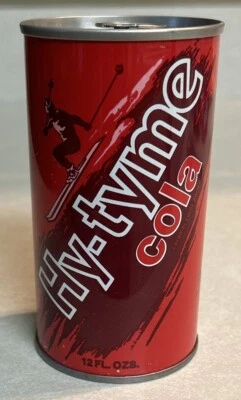 Hy-tyme
cola
12 FL. OZS.